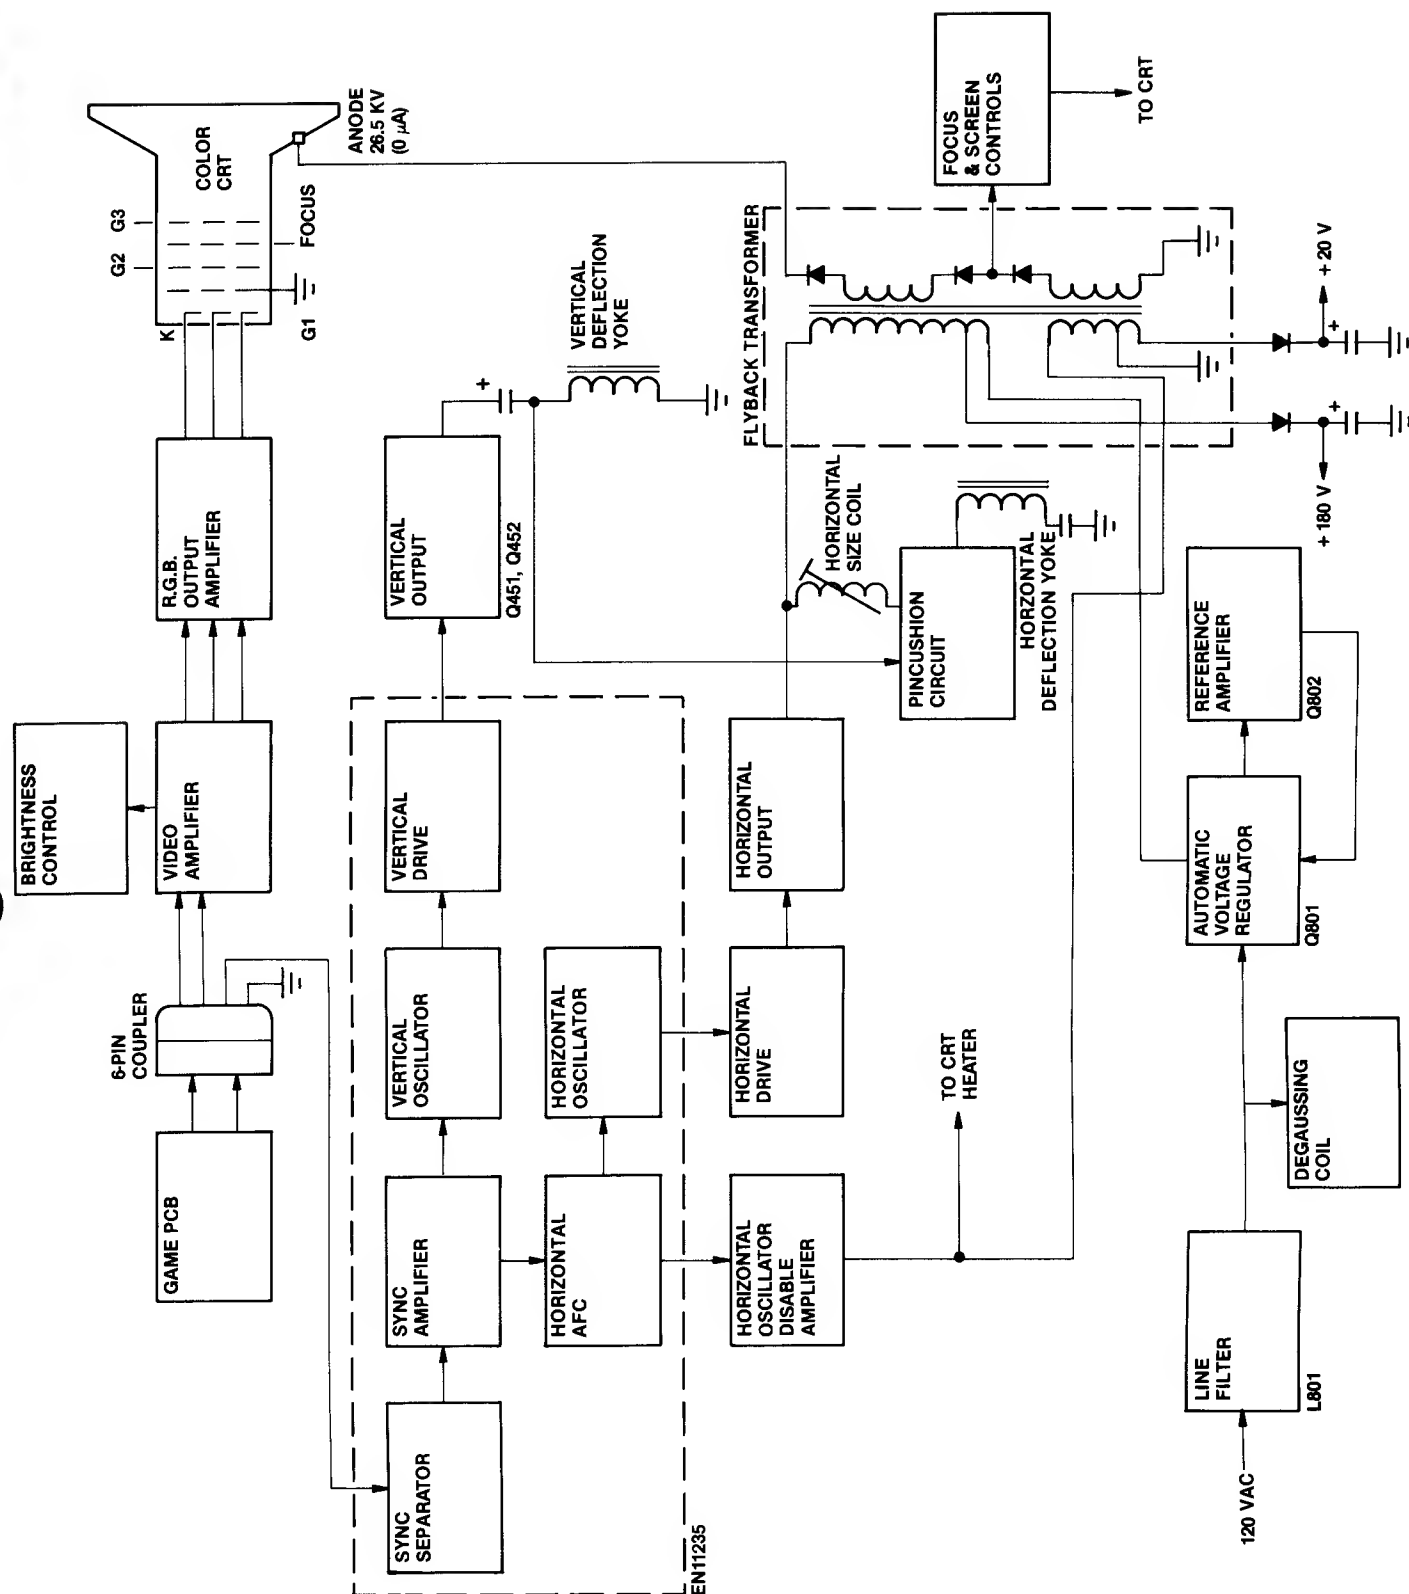 GAME PCB
6-PIN
COUPLER
BRIGHTNESS
CONTROL
VIDEO
AMPLIFIER
R.G.B.
OUTPUT
AMPLIFIER
K
G1
G2
G3
FOCUS
COLOR
CRT
ANODE
26.5 KV
(0 µA)
SYNC
SEPARATOR
SYNC
AMPLIFIER
VERTICAL
OSCILLATOR
VERTICAL
DRIVE
VERTICAL
OUTPUT
Q451, Q452
+
VERTICAL
DEFLECTION
YOKE
HORIZONTAL
AFC
HORIZONTAL
OSCILLATOR
EN11235
HORIZONTAL
OSCILLATOR
DISABLE
AMPLIFIER
HORIZONTAL
DRIVE
HORIZONTAL
OUTPUT
HORIZONTAL
SIZE COIL
PINCUSHION
CIRCUIT
HORZONTAL
DEFLECTION YOKE
FLYBACK TRANSFORMER
FOCUS
& SCREEN
CONTROLS
TO CRT
TO CRT
HEATER
120 VAC
LINE
FILTER
L801
DEGAUSSING
COIL
AUTOMATIC
VOLTAGE
REGULATOR
Q801
REFERENCE
AMPLIFIER
Q802
+ 180 V
+
+ 20 V
+